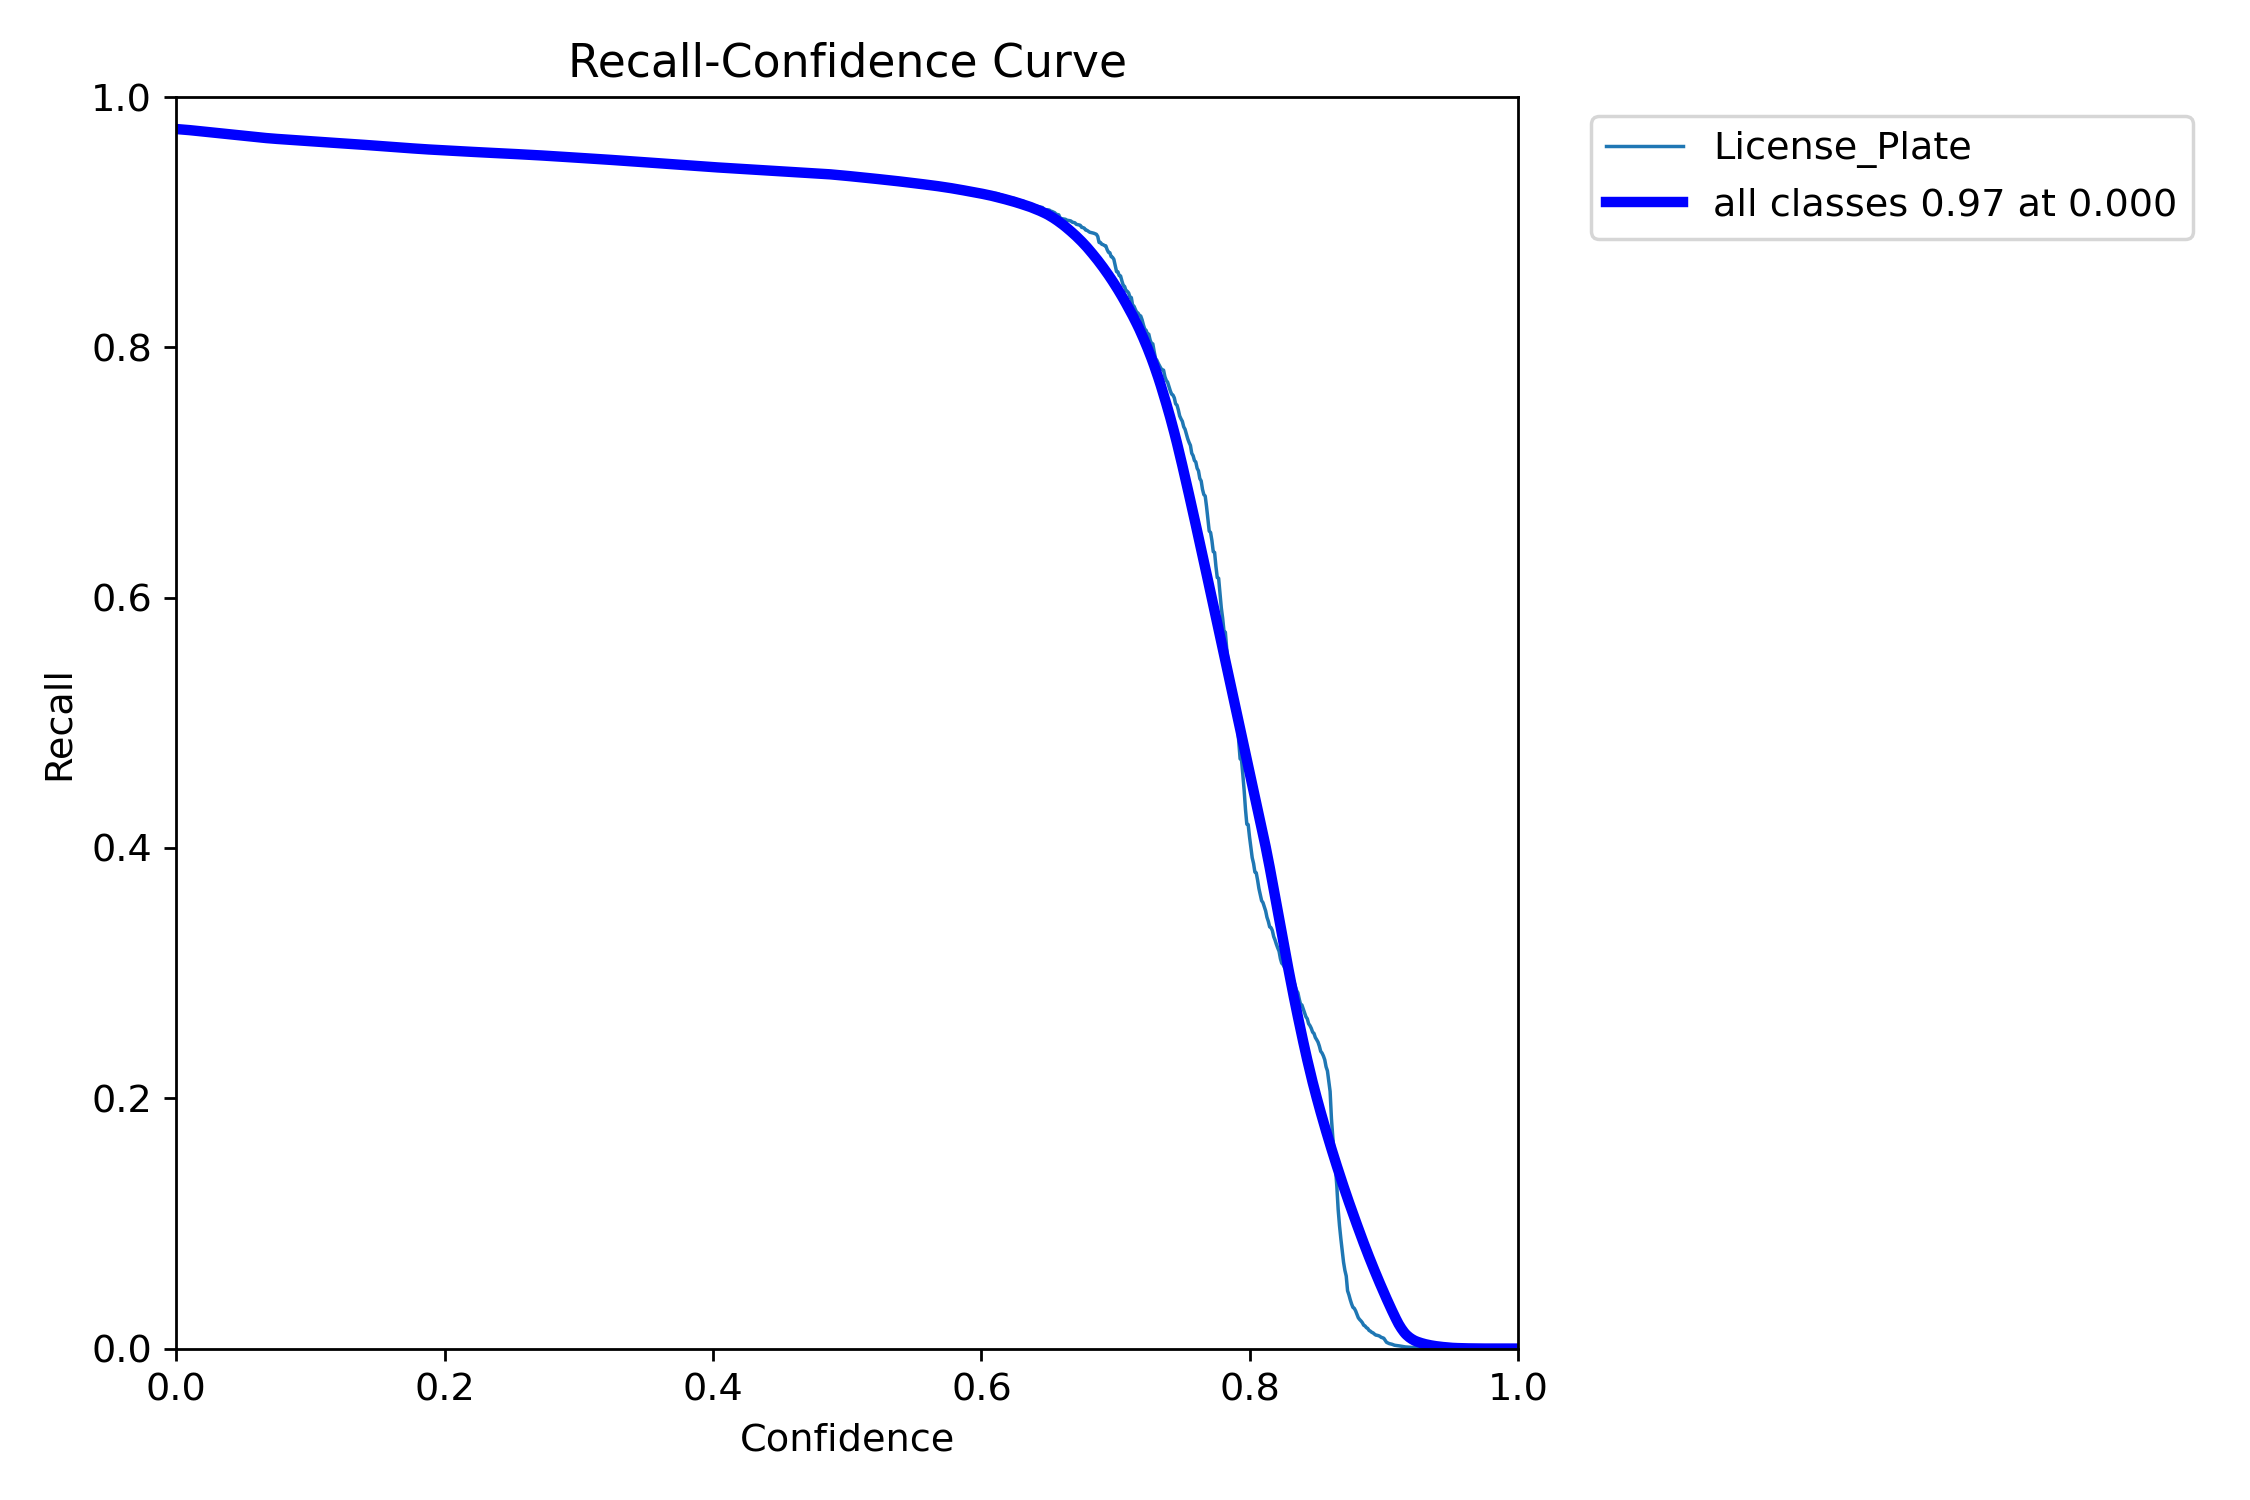 Recall-Confidence Curve
1.0
0.8
0.6
0.4
0.2
0.0
Recall
0.0 0.2 0.4 0.6 0.8 1.0
Confidence
License_Plate
all classes 0.97 at 0.000